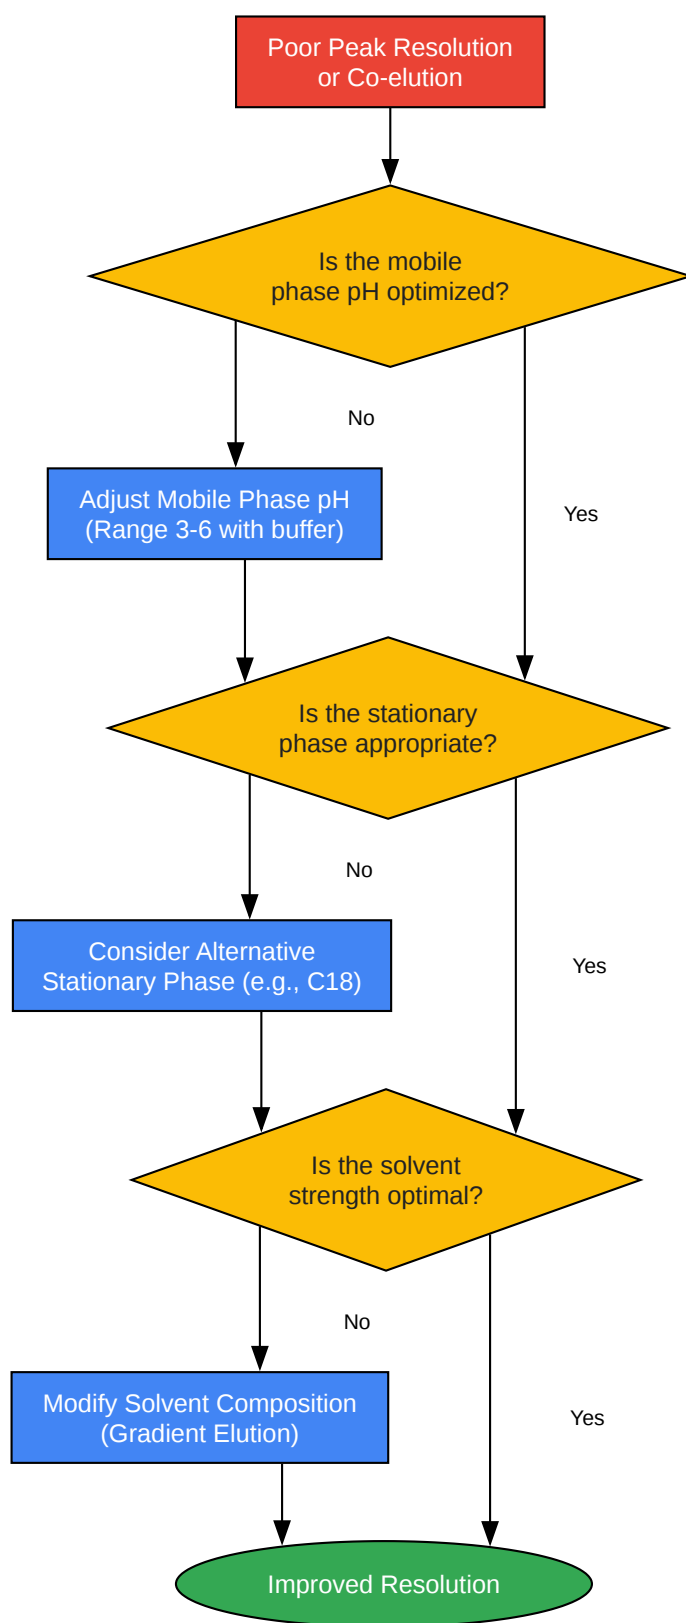 Poor Peak Resolution
or Co-elution
Is the mobile
phase pH optimized?
No
Adjust Mobile Phase pH
(Range 3-6 with buffer)
Yes
Is the stationary
phase appropriate?
No
Consider Alternative
Stationary Phase (e.g., C18)
Yes
Is the solvent
strength optimal?
No
Modify Solvent Composition
(Gradient Elution)
Yes
Improved Resolution